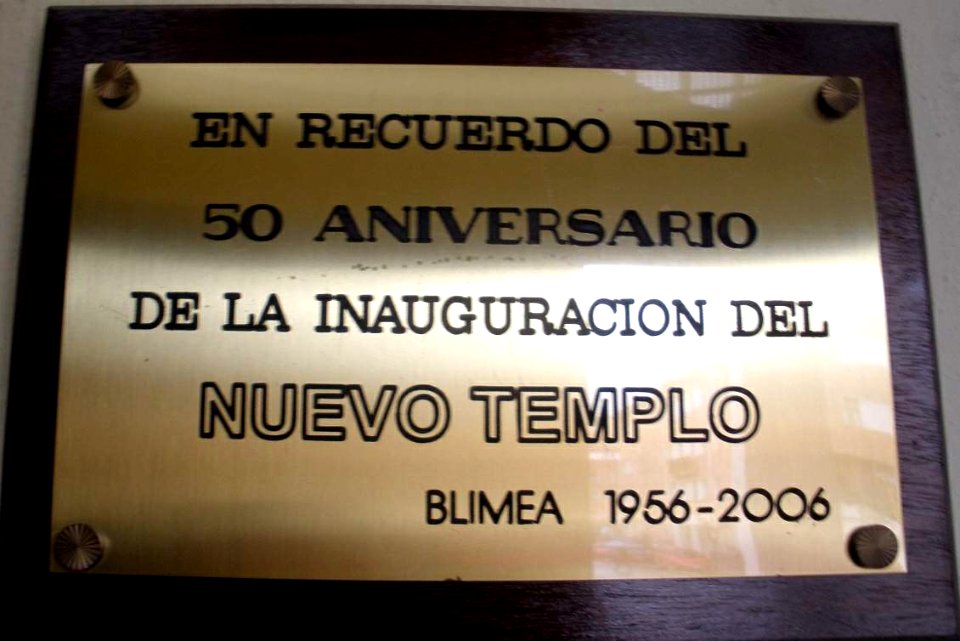 EN RECUERDO DEL
50 ANIVERSARIO
DE LA INAUGURACION DEL
NUEVO TEMPLO
BLIMEA 1956-2006